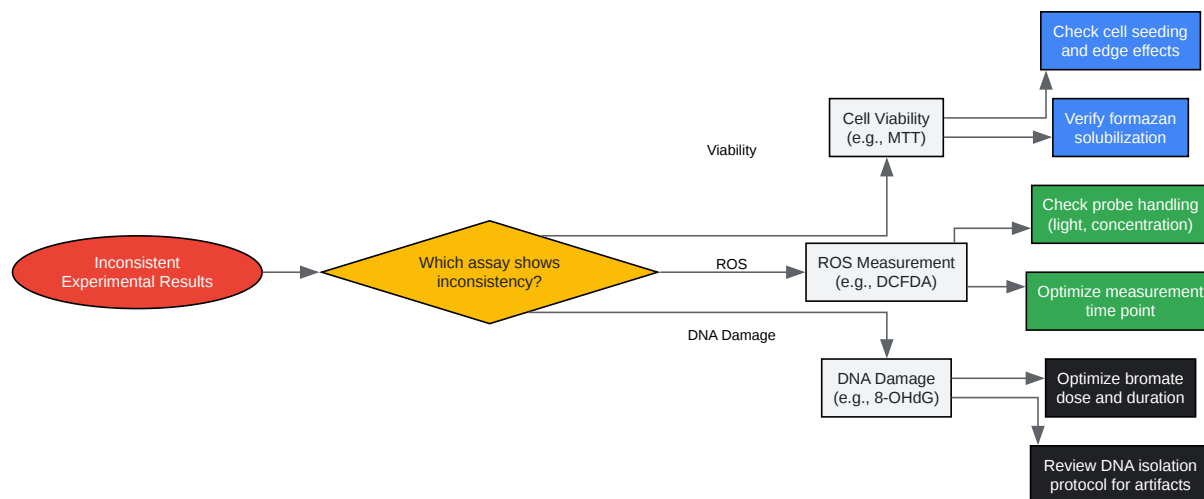 Check cell seeding
and edge effects
Cell Viability
(e.g., MTT)
Verify formazan
solubilization
Viability
Check probe handling
(light, concentration)
Inconsistent
Experimental Results
Which assay shows
inconsistency?
ROS
ROS Measurement
(e.g., DCFDA)
Optimize measurement
time point
DNA Damage
DNA Damage
(e.g., 8-OHdG)
Optimize bromate
dose and duration
Review DNA isolation
protocol for artifacts